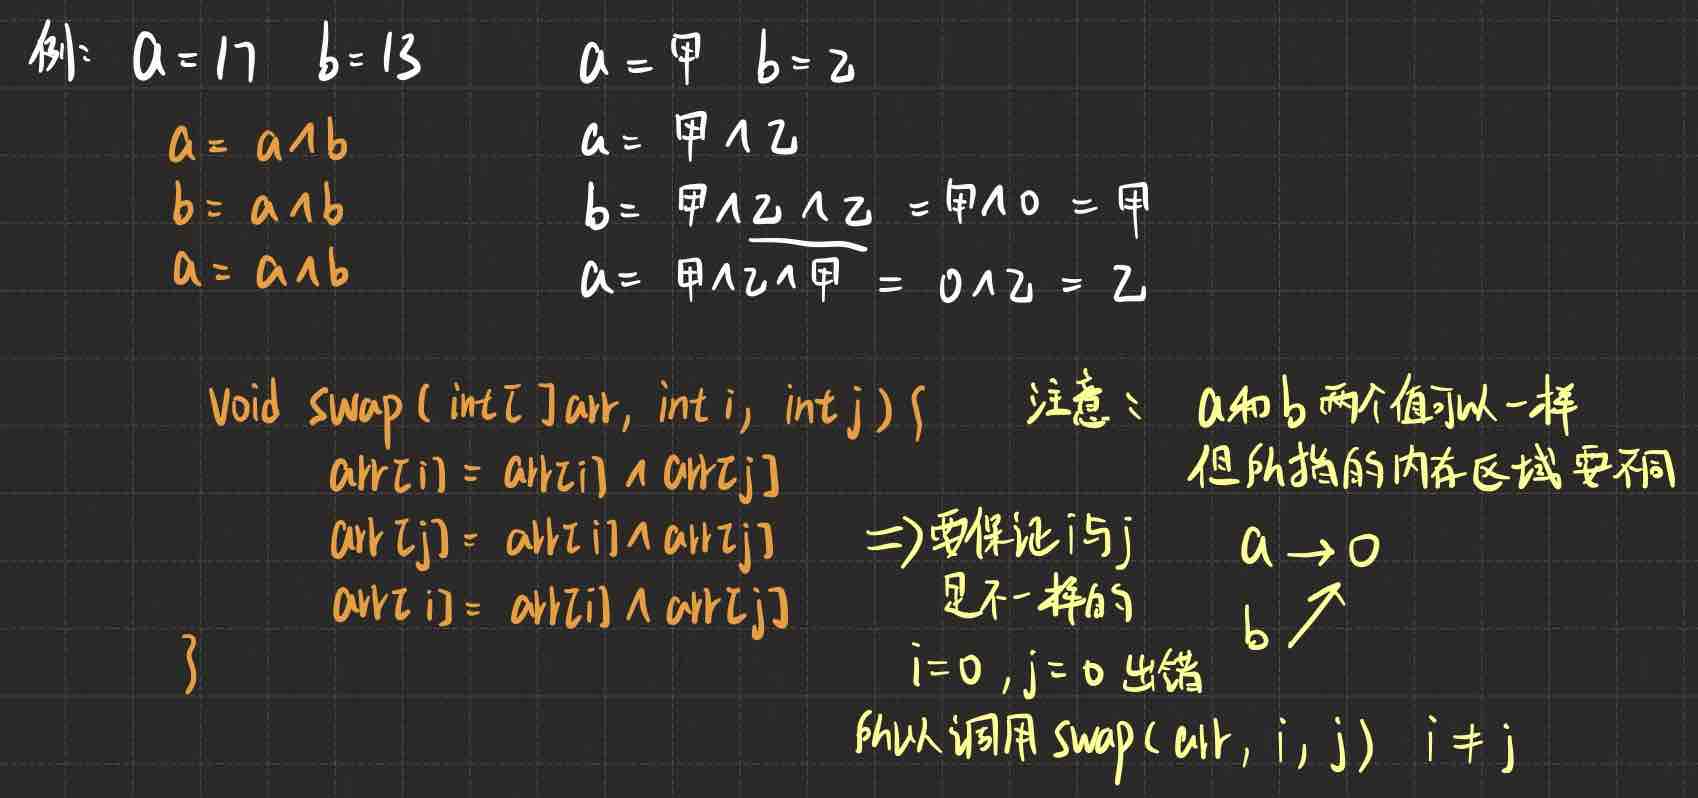 例: a = 17 b = 13
a = a ∧ b
b = a ∧ b
a = a ∧ b
a = 甲 b = 乙
a = 甲 ∧ 乙
b = 甲 ∧ 乙 ∧ 乙 = 甲 ∧ 0 = 甲
a = 甲 ∧ 乙 ∧ 甲 = 0 ∧ 乙 = 乙
void swap ( int [ ] arr, int i, int j ) {
arr[i] = arr[i] ∧ arr[j]
arr[j] = arr[i] ∧ arr[j]
arr[i] = arr[i] ∧ arr[j]
}
注意: a和b两个值可以一样
但所指的内存区域要不同
=> 要保证i与j
是不一样的
a → 0
b ↗
i = 0 , j = 0 出错
所以调用 swap ( arr, i, j ) i ≠ j